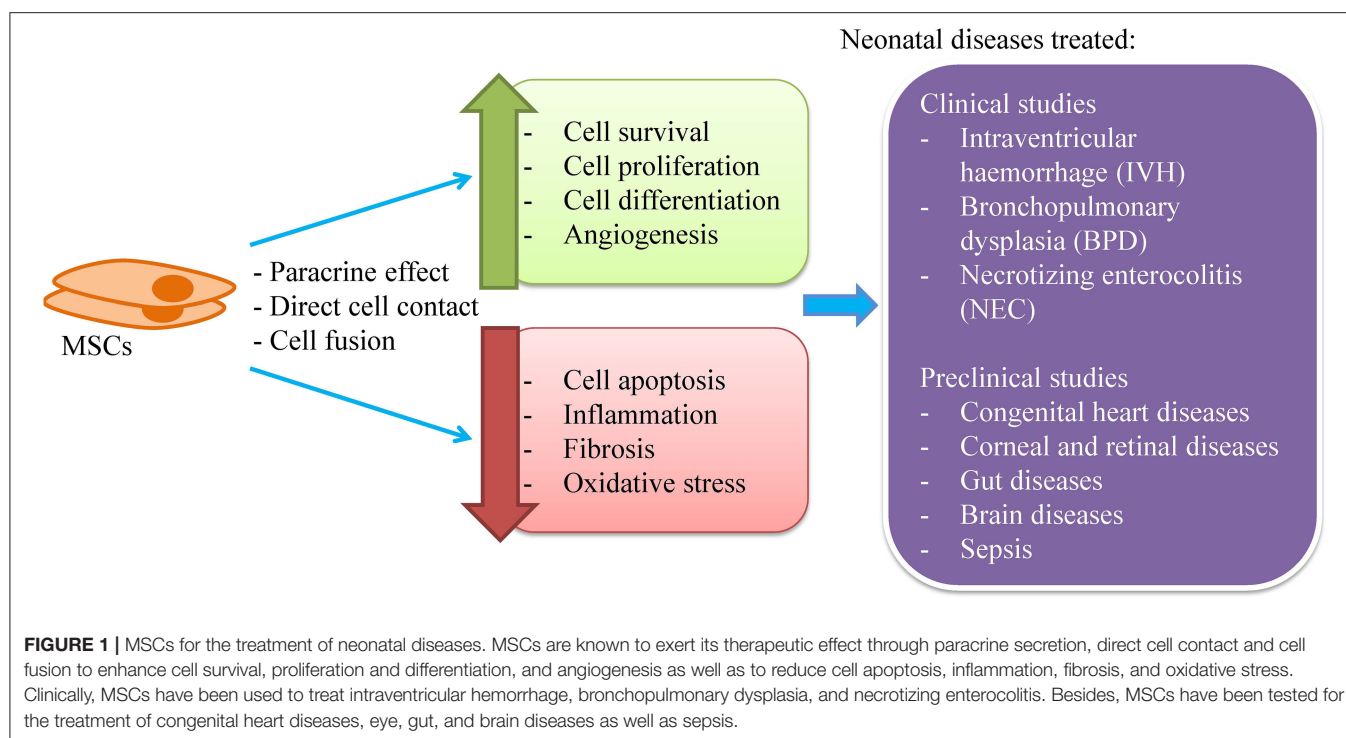 Neonatal diseases treated:
MSCs
- Paracrine effect
- Direct cell contact
- Cell fusion
- Cell survival
- Cell proliferation
- Cell differentiation
- Angiogenesis
- Cell apoptosis
- Inflammation
- Fibrosis
- Oxidative stress
Clinical studies
- Intraventricular
haemorrhage (IVH)
- Bronchopulmonary
dysplasia (BPD)
- Necrotizing enterocolitis
(NEC)
Preclinical studies
- Congenital heart diseases
- Corneal and retinal diseases
- Gut diseases
- Brain diseases
- Sepsis
FIGURE 1 | MSCs for the treatment of neonatal diseases. MSCs are known to exert its therapeutic effect through paracrine secretion, direct cell contact and cell
fusion to enhance cell survival, proliferation and differentiation, and angiogenesis as well as to reduce cell apoptosis, inflammation, fibrosis, and oxidative stress.
Clinically, MSCs have been used to treat intraventricular hemorrhage, bronchopulmonary dysplasia, and necrotizing enterocolitis. Besides, MSCs have been tested for
the treatment of congenital heart diseases, eye, gut, and brain diseases as well as sepsis.